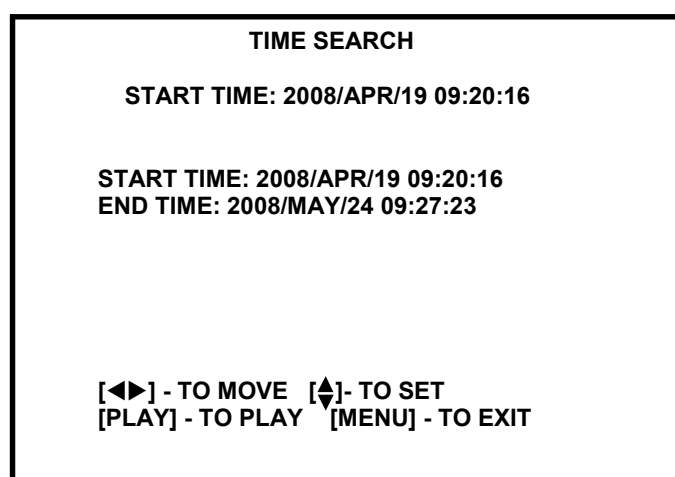 TIME SEARCH
START TIME: 2008/APR/19 09:20:16
START TIME: 2008/APR/19 09:20:16
END TIME: 2008/MAY/24 09:27:23
[◀▶] - TO MOVE [▲▼]- TO SET
[PLAY] - TO PLAY [MENU] - TO EXIT